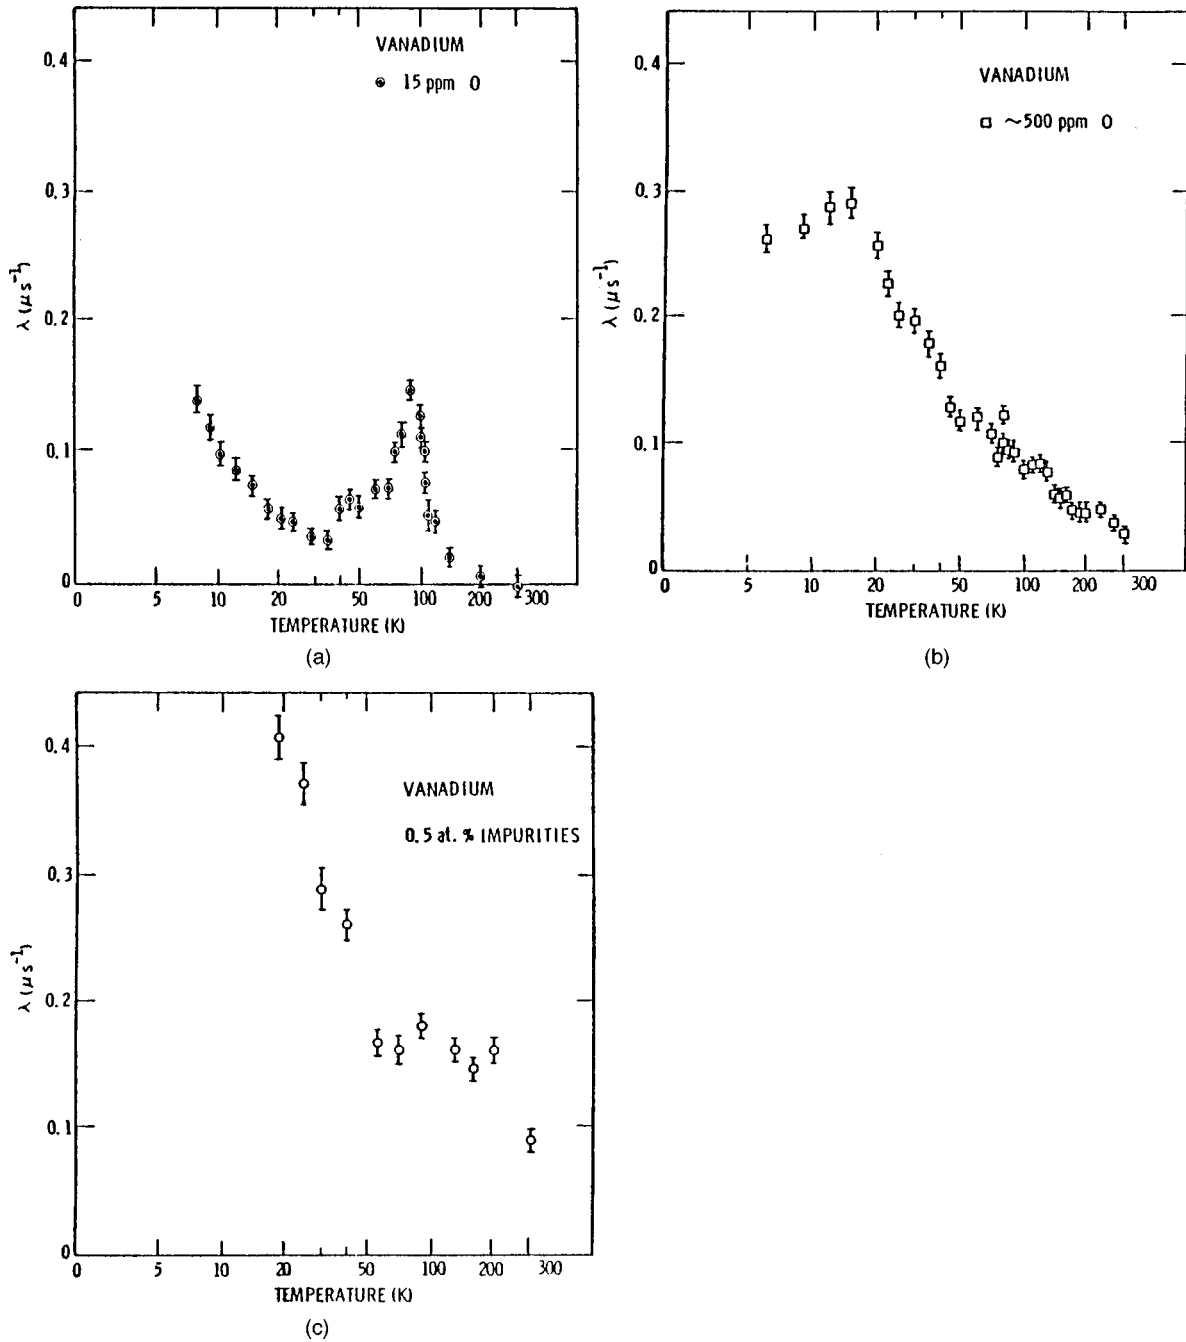 VANADIUM
15 ppm O
0.4
0.3
0.2
0.1
0
λ (μs⁻¹)
0 5 10 20 50 100 200 300
TEMPERATURE (K)
(a)
VANADIUM
~500 ppm O
0.4
0.3
0.2
0.1
0
λ (μs⁻¹)
0 5 10 20 50 100 200 300
TEMPERATURE (K)
(b)
VANADIUM
0.5 at. % IMPURITIES
0.4
0.3
0.2
0.1
0
λ (μs⁻¹)
0 5 10 20 50 100 200 300
TEMPERATURE (K)
(c)